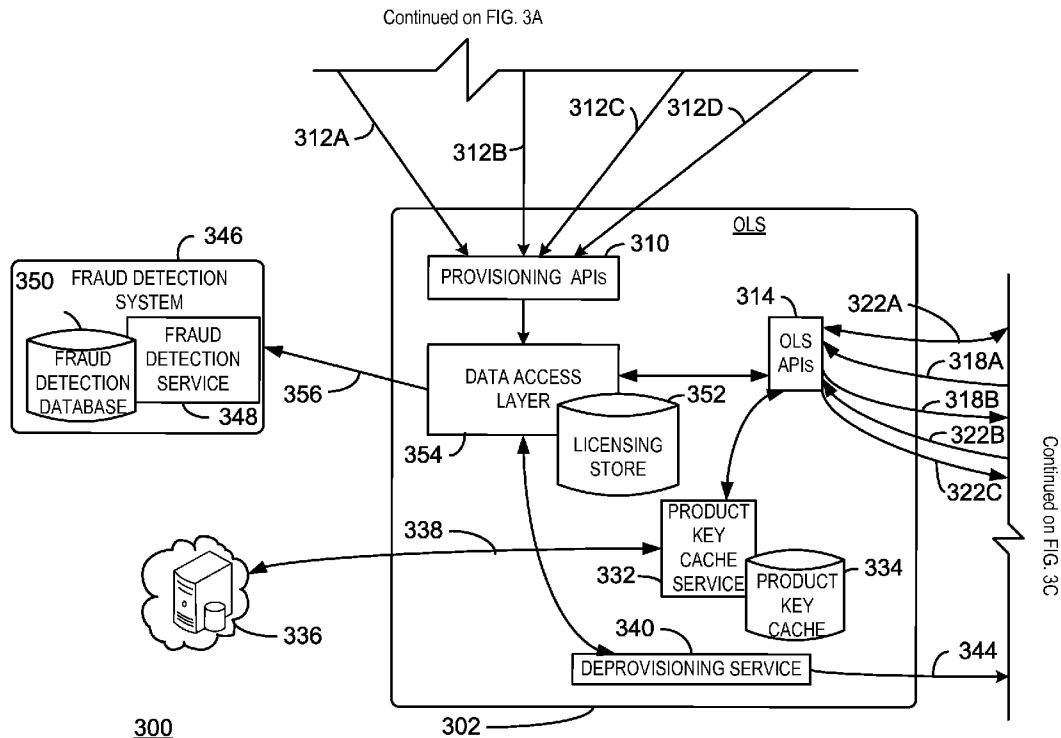 Continued on FIG. 3A
312A
312B
312C
312D
OLS
310
PROVISIONING APIs
346
350
FRAUD DETECTION
SYSTEM
FRAUD
DETECTION
SERVICE
348
FRAUD
DETECTION
DATABASE
356
314
OLS
APIs
322A
318A
318B
322B
322C
DATA ACCESS
LAYER
352
354
LICENSING
STORE
Continued on FIG. 3C
338
PRODUCT
KEY
CACHE
SERVICE
332
334
PRODUCT
KEY
CACHE
336
340
DEPROVISIONING SERVICE
344
300
302